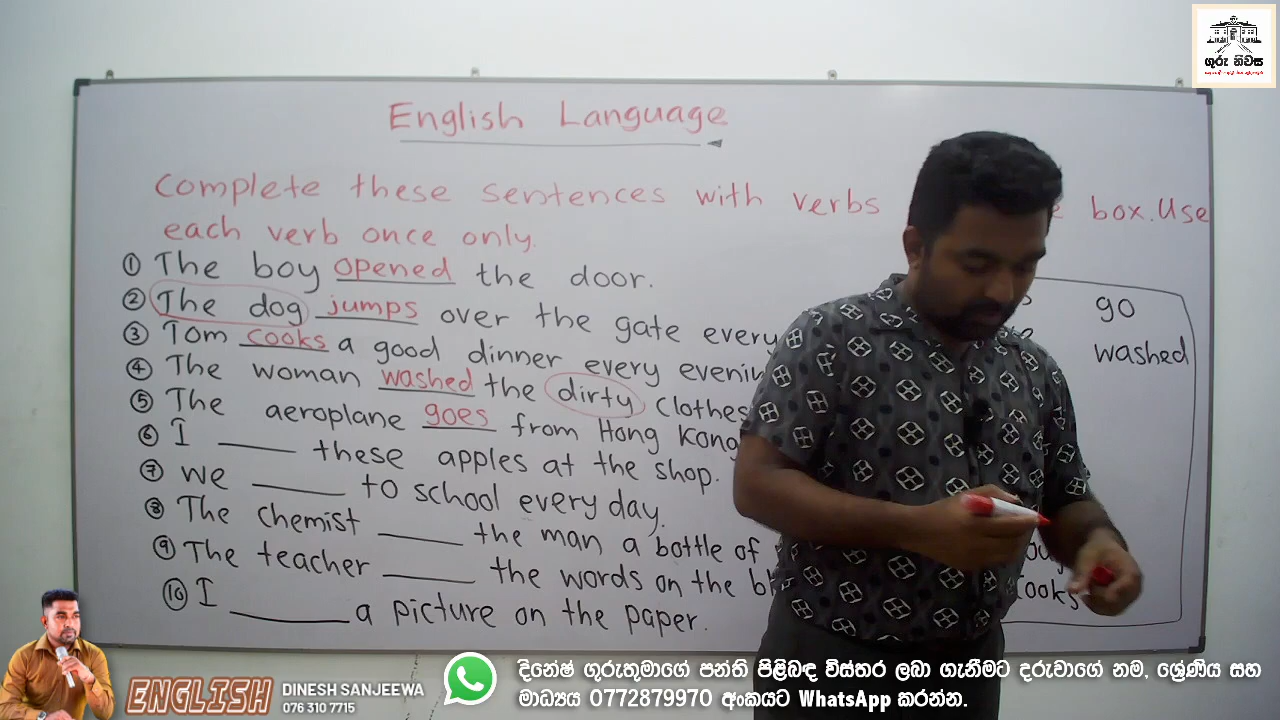 ගුරු නිවස
English Language
Complete these sentences with verbs box. Use
each verb once only.
① The boy opened the door.
② The dog jumps over the gate every
③ Tom cooks a good dinner every
④ The woman washed the dirty clothes
⑤ The aeroplane goes from Hong Kong
⑥ I ____ these apples at the shop.
⑦ We ____ to school every day.
⑧ The chemist ____ the man a bottle of
⑨ The teacher ____ the words on the
⑩ I ____ a picture on the paper.
go
washed
cooks
ENGLISH
DINESH SANJEEWA
076 310 7715
දිනේෂ් ගුරුතුමාගේ පන්ති පිළිබඳ විස්තර ලබා ගැනීමට දරුවාගේ නම, ශ්‍රේණිය සහ
මාධ්‍යය 0772879970 අංකයට WhatsApp කරන්න.